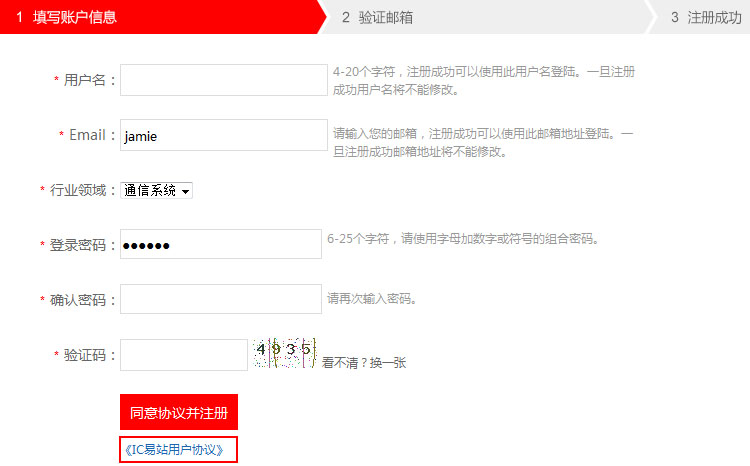 1 填写账户信息 2 验证邮箱 3 注册成功
* 用户名： 4-20个字符，注册成功可以使用此用户名登陆。一旦注册
成功用户名将不能修改。
* Email： jamie 请输入您的邮箱，注册成功可以使用此邮箱地址登陆。一
旦注册成功邮箱地址将不能修改。
* 行业领域： 通信系统
* 登录密码： ●●●●●● 6-25个字符，请使用字母加数字或符号的组合密码。
* 确认密码： 请再次输入密码。
* 验证码： 4935 看不清？换一张
同意协议并注册
《IC易站用户协议》